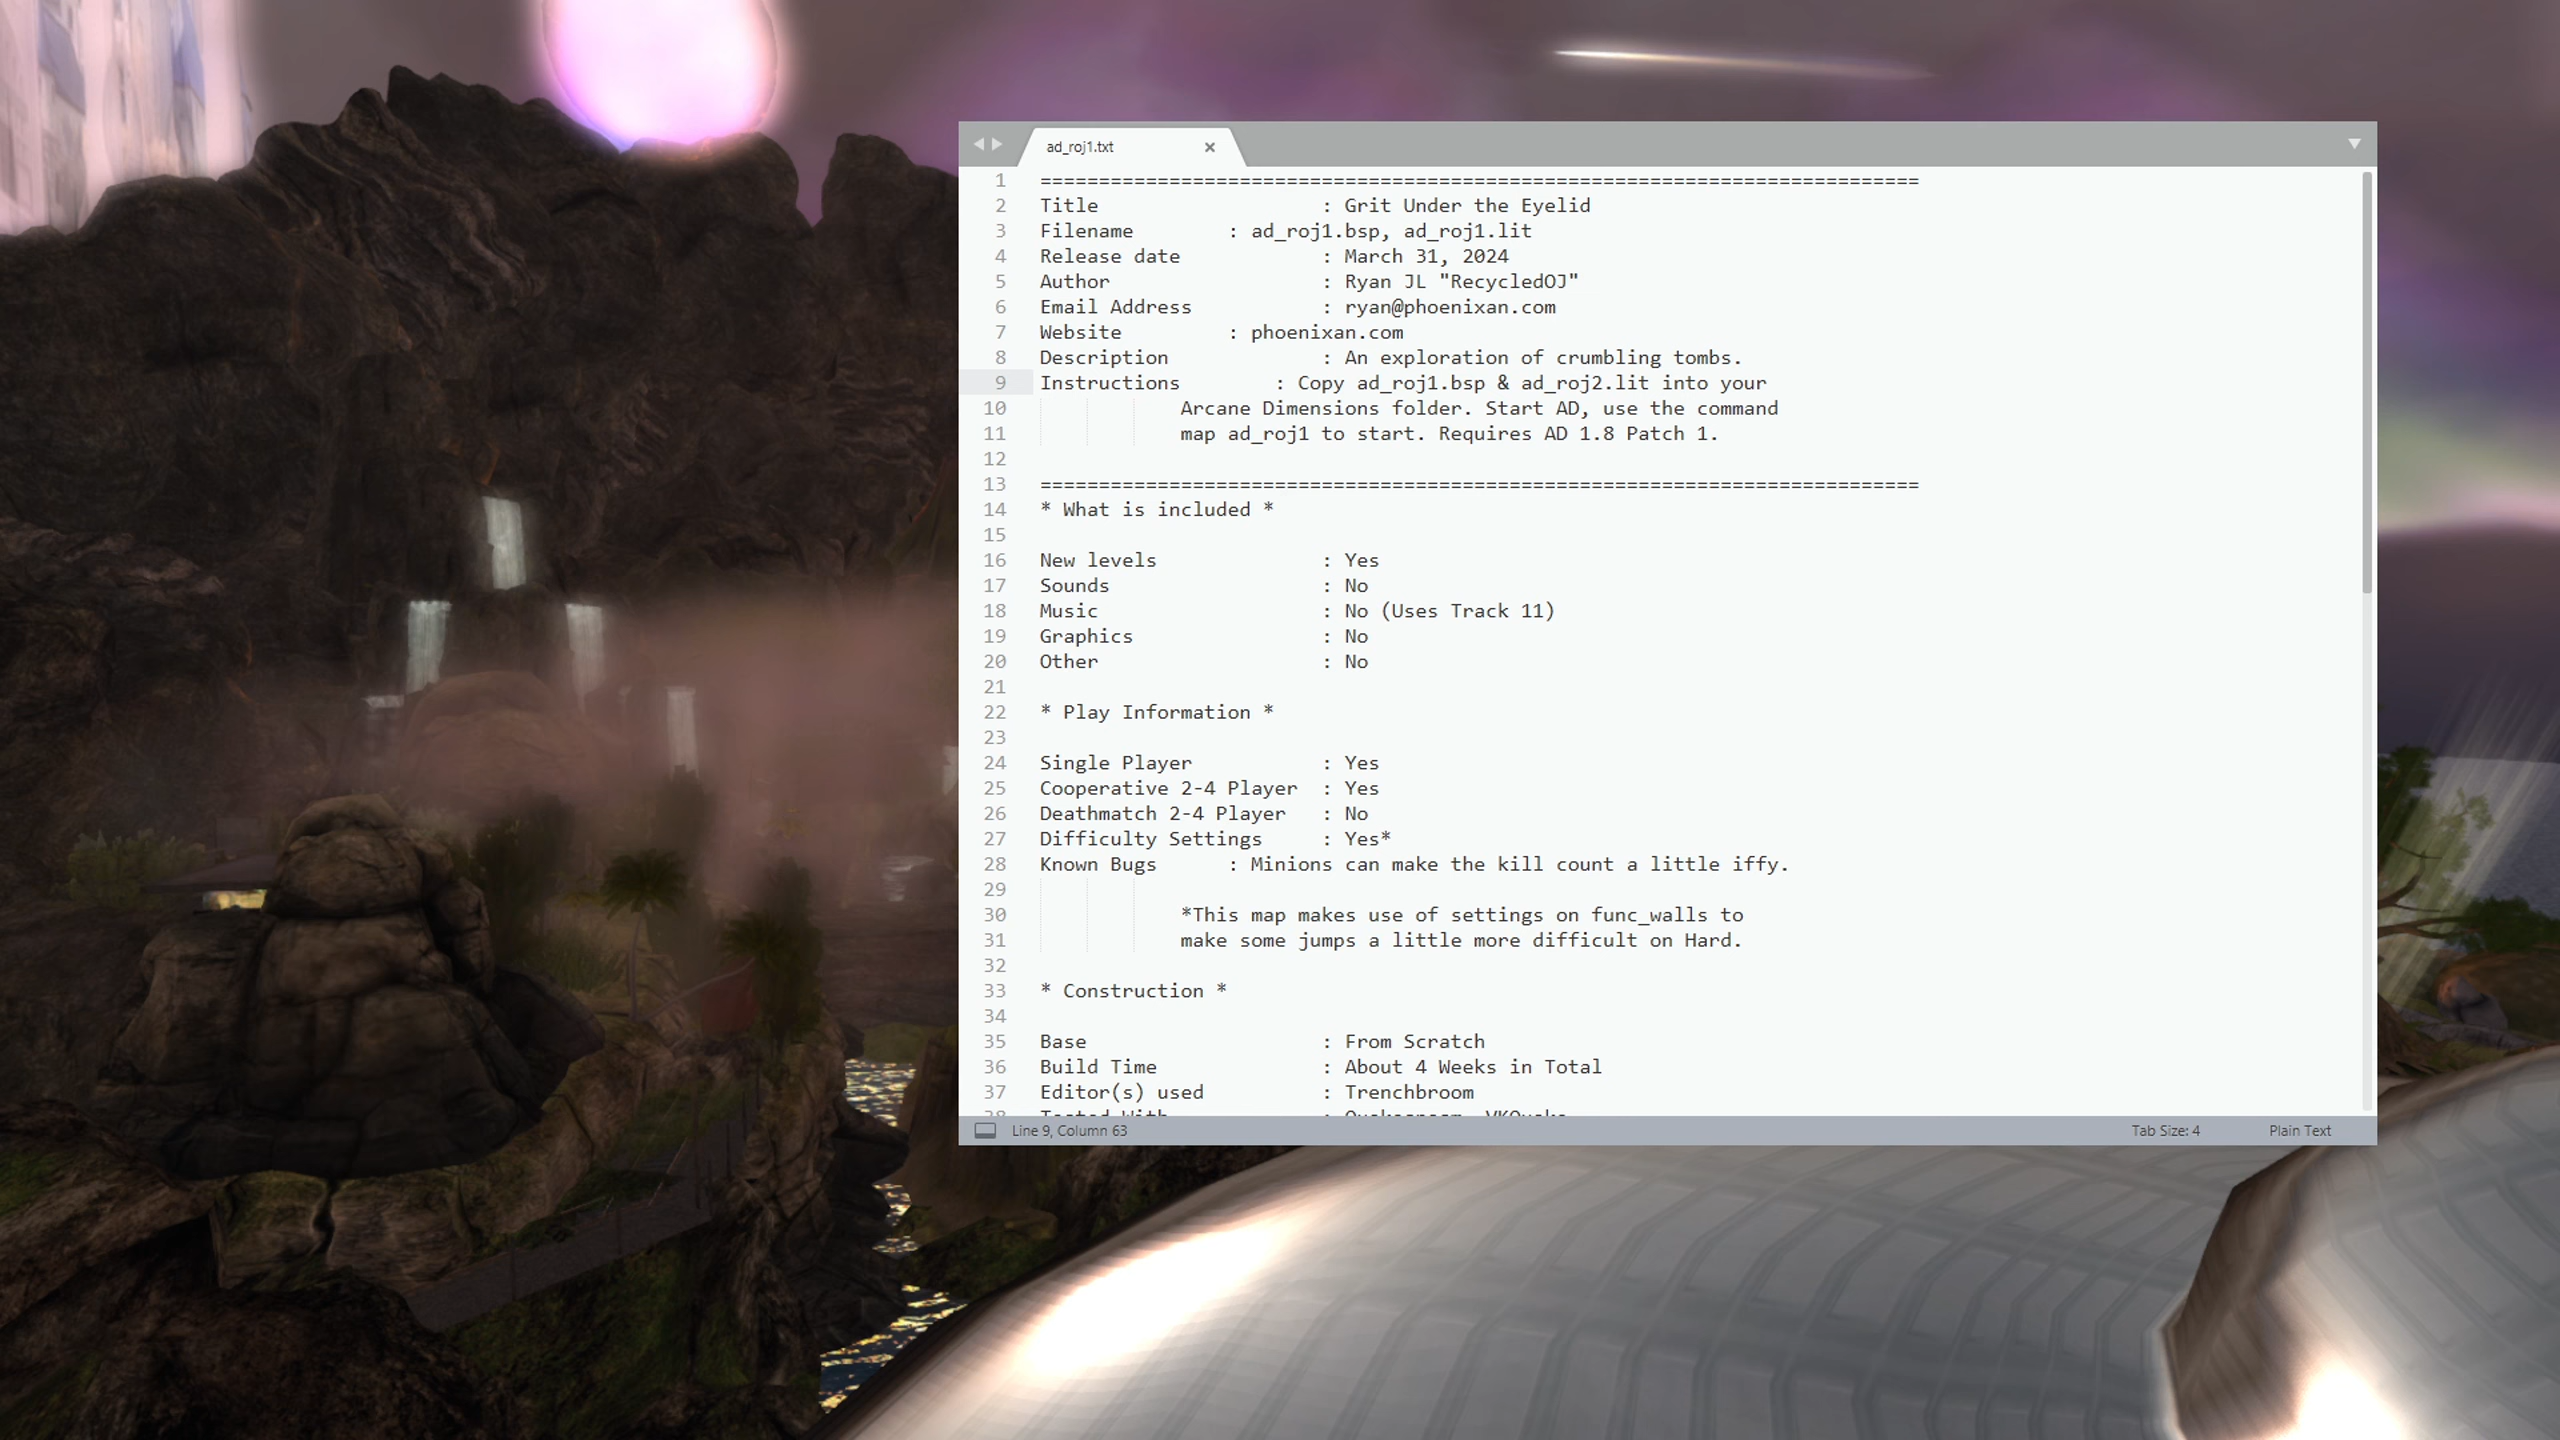 ad_roj1.txt
1 ===========================================================================
2 Title : Grit Under the Eyelid
3 Filename : ad_roj1.bsp, ad_roj1.lit
4 Release date : March 31, 2024
5 Author : Ryan JL "RecycledOJ"
6 Email Address : ryan@phoenixan.com
7 Website : phoenixan.com
8 Description : An exploration of crumbling tombs.
9 Instructions : Copy ad_roj1.bsp & ad_roj2.lit into your
10 Arcane Dimensions folder. Start AD, use the command
11 map ad_roj1 to start. Requires AD 1.8 Patch 1.
12
13 ===========================================================================
14 * What is included *
15
16 New levels : Yes
17 Sounds : No
18 Music : No (Uses Track 11)
19 Graphics : No
20 Other : No
21
22 * Play Information *
23
24 Single Player : Yes
25 Cooperative 2-4 Player : Yes
26 Deathmatch 2-4 Player : No
27 Difficulty Settings : Yes*
28 Known Bugs : Minions can make the kill count a little iffy.
29
30 *This map makes use of settings on func_walls to
31 make some jumps a little more difficult on Hard.
32
33 * Construction *
34
35 Base : From Scratch
36 Build Time : About 4 Weeks in Total
37 Editor(s) used : Trenchbroom
38 Tested With :
Line 9, Column 63 Tab Size: 4 Plain Text